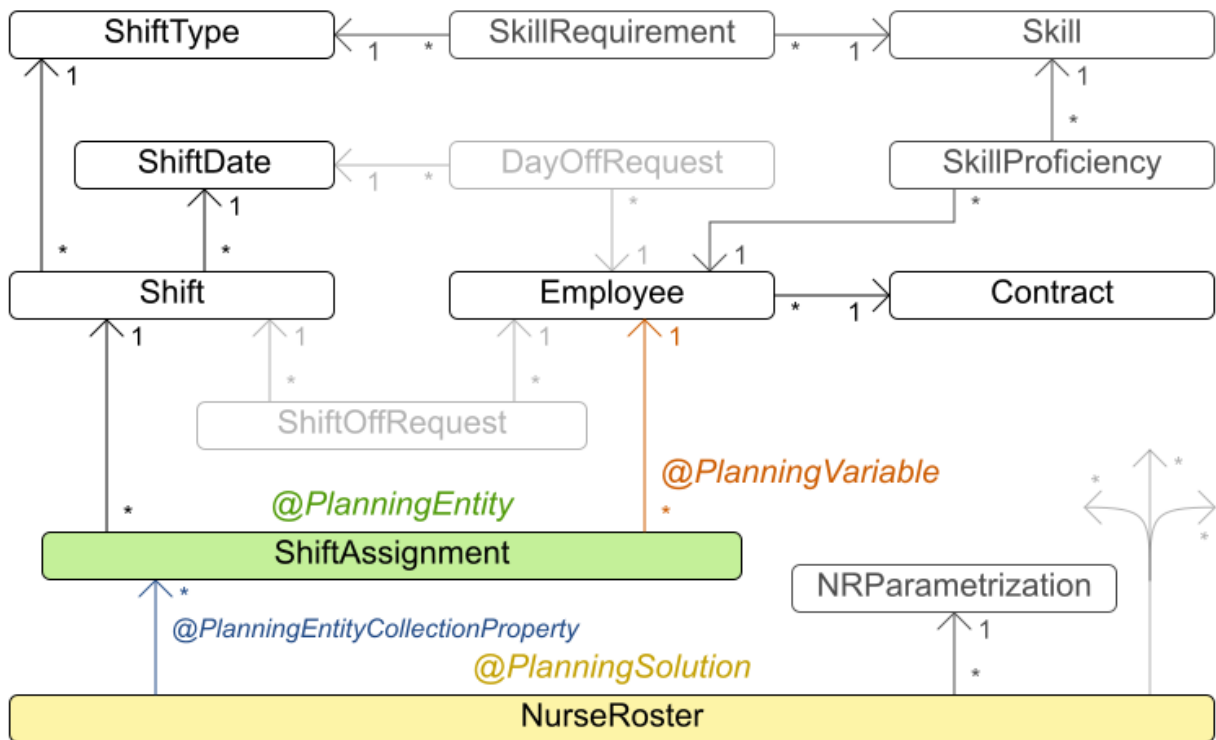 ShiftType
1
*
SkillRequirement
*
1
Skill
1
1
*
ShiftDate
1
*
DayOffRequest
SkillProficiency
1
*
*
*
*
1
1
Shift
Employee
*
1
Contract
1
1
1
1
*
*
ShiftOffRequest
@PlanningVariable
*
*
*
@PlanningEntity
*
*
ShiftAssignment
*
NRParametrization
@PlanningEntityCollectionProperty
1
@PlanningSolution
*
NurseRoster